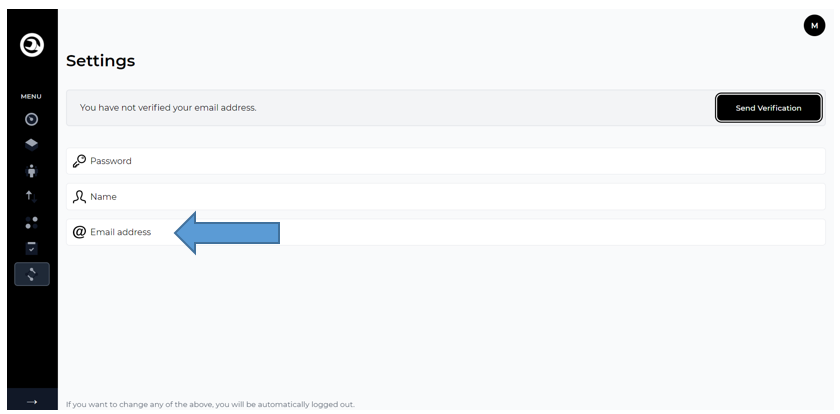 M
Settings
MENU
You have not verified your email address.
Send Verification
Password
Name
@ Email address
If you want to change any of the above, you will be automatically logged out.